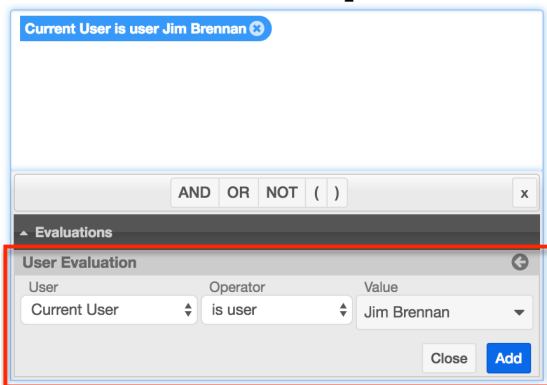 Current User is user Jim Brennan
AND OR NOT ( ) x
Evaluations
User Evaluation
User Operator Value
Current User is user Jim Brennan
Close Add